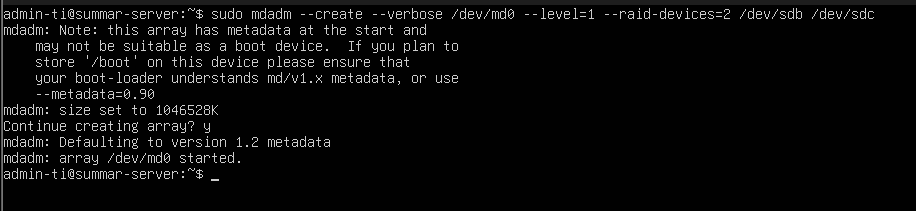 admin-ti@summar-server:~$ sudo mdadm --create --verbose /dev/md0 --level=1 --raid-devices=2 /dev/sdb /dev/sdc
mdadm: Note: this array has metadata at the start and
    may not be suitable as a boot device.  If you plan to
    store '/boot' on this device please ensure that
    your boot-loader understands md/v1.x metadata, or use
    --metadata=0.90
mdadm: size set to 1046528K
Continue creating array? y
mdadm: Defaulting to version 1.2 metadata
mdadm: array /dev/md0 started.
admin-ti@summar-server:~$ _